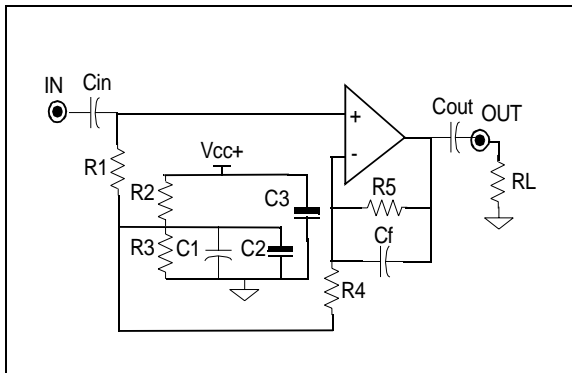 IN
Cin
Cout
OUT
+
-
Vcc+
R1
R2
C3
R5
RL
R3
C1
C2
Cf
R4